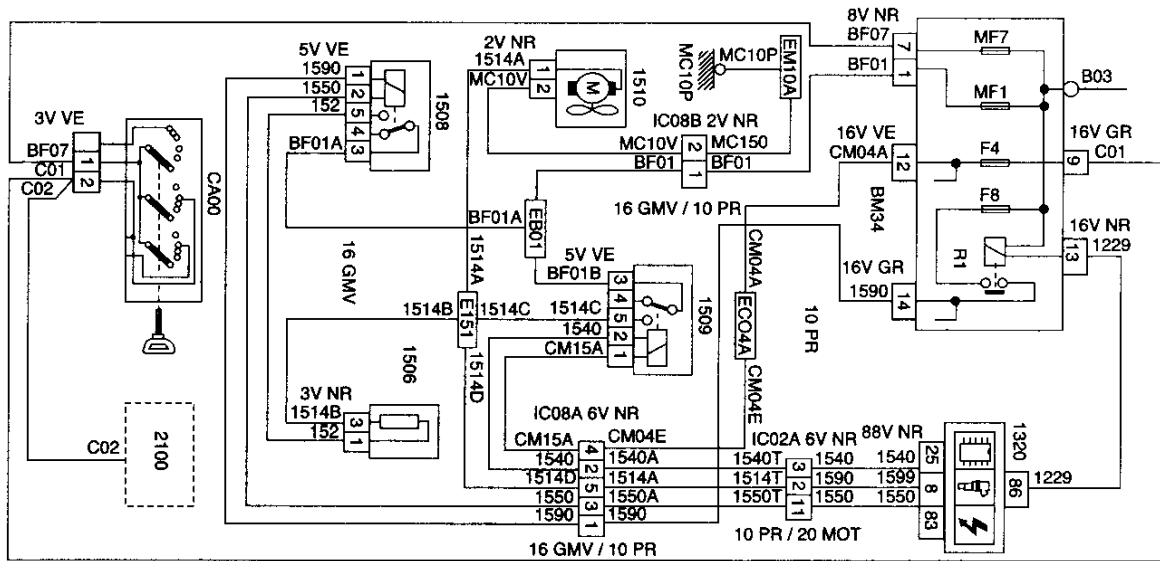 8V NR
BF07
7
MF7
BF01
1
MF1
B03
16V VE
CM04A
12
F4
16V GR
9
C01
BM34
F8
16V NR
1229
13
R1
16V GR
1590
14
5V VE
1590
1
1550
2
152
5
4
BF01A
3
1508
2V NR
1514A
1
MC10V
2
M
1510
MC10P
MC10P
EM10A
IC08B 2V NR
MC10V
2
MC150
BF01
1
BF01
16 GMV / 10 PR
3V VE
BF07
1
C01
2
C02
CA00
BF01A
EB01
16 GMV
1514A
5V VE
BF01B
3
4
1514B
E151
1514C
1514C
5
1540
2
CM15A
1
1509
1514D
CM04A
ECO4A
CM04E
10 PR
1506
3V NR
1514B
3
152
1
C02
2100
IC08A 6V NR
CM15A
4
CM04E
1540
2
1540A
1514D
5
1514A
1550
3
1550A
1590
1
1590
16 GMV / 10 PR
IC02A 6V NR
1540T
3
1540
1514T
2
1590
1550T
11
1550
10 PR / 20 MOT
88V NR
1540
25
1599
8
1550
83
1320
86
1229